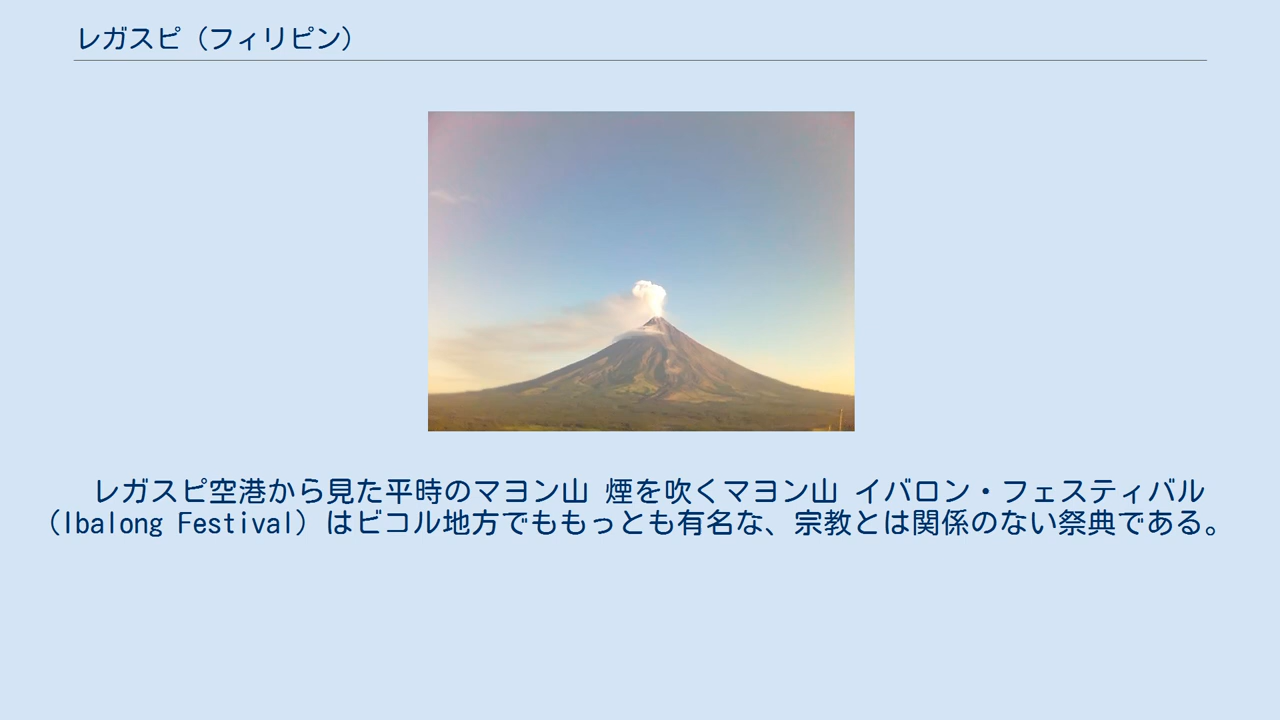 レガスピ（フィリピン）
レガスピ空港から見た平時のマヨン山 煙を吹くマヨン山 イバロン・フェスティバル
（Ibalong Festival）はビコル地方でももっとも有名な、宗教とは関係のない祭典である。